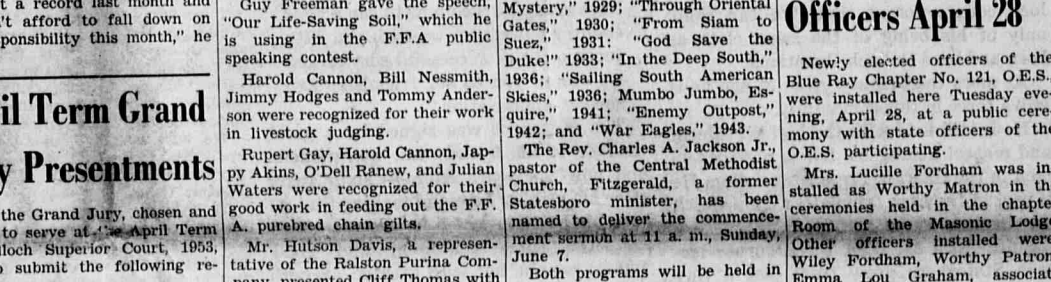 t a record last month and
't afford to fall down on
ponsibility this month," he
il Term Grand
y Presentments
the Grand Jury, chosen and
to serve at the April Term
lloch Superior Court, 1953,
submit the following re-
Guy Freeman gave the speech,
"Our Life-Saving Soil," which he
is using in the F.F.A public
speaking contest.
Harold Cannon, Bill Nessmith,
Jimmy Hodges and Tommy Ander-
son were recognized for their work
in livestock judging.
Rupert Gay, Harold Cannon, Jap-
py Akins, O'Dell Ranew, and Julian
Waters were recognized for their
good work in feeding out the F.F.
A. purebred chain gilts.
Mr. Hutson Davis, a represen-
tative of the Ralston Purina Com-
pany, presented Cliff Thomas with
Mystery," 1929; "Through Oriental
Gates," 1930; "From Siam to
Suez," 1931: "God Save the
Duke!" 1933; "In the Deep South,"
1936; "Sailing South American
Skies," 1936; Mumbo Jumbo, Es-
quire," 1941; "Enemy Outpost,"
1942; and "War Eagles," 1943.
The Rev. Charles A. Jackson Jr.,
pastor of the Central Methodist
Church, Fitzgerald, a former
Statesboro minister, has been
named to deliver the commence-
ment sermon at 11 a. m., Sunday,
June 7.
Both programs will be held in
Officers April 28
Newly elected officers of the
Blue Ray Chapter No. 121, O.E.S.
were installed here Tuesday eve-
ning, April 28, at a public cere-
mony with state officers of the
O.E.S. participating.
Mrs. Lucille Fordham was in-
stalled as Worthy Matron in the
ceremonies held in the chapter
Room of the Masonic Lodge
Other officers installed were
Wiley Fordham, Worthy Patron
Emma Lou Graham, associat